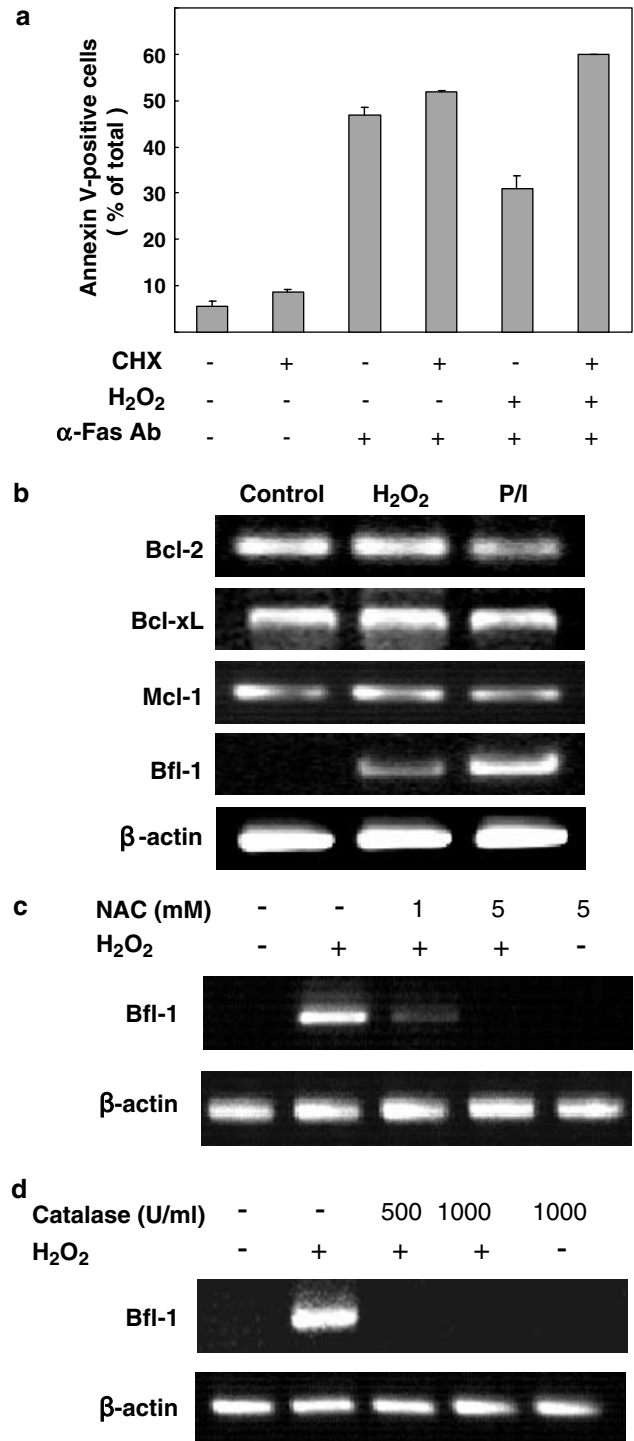 a
Annexin V-positive cells
( % of total )
60
50
40
30
20
10
CHX - + - + - +
H₂O₂ - - - - + +
α-Fas Ab - - + + + +
b
Control H₂O₂ P/I
Bcl-2
Bcl-xL
Mcl-1
Bfl-1
β-actin
c
NAC (mM) - - 1 5 5
H₂O₂ - + + + -
Bfl-1
β-actin
d
Catalase (U/ml) - - 500 1000 1000
H₂O₂ - + + + -
Bfl-1
β-actin